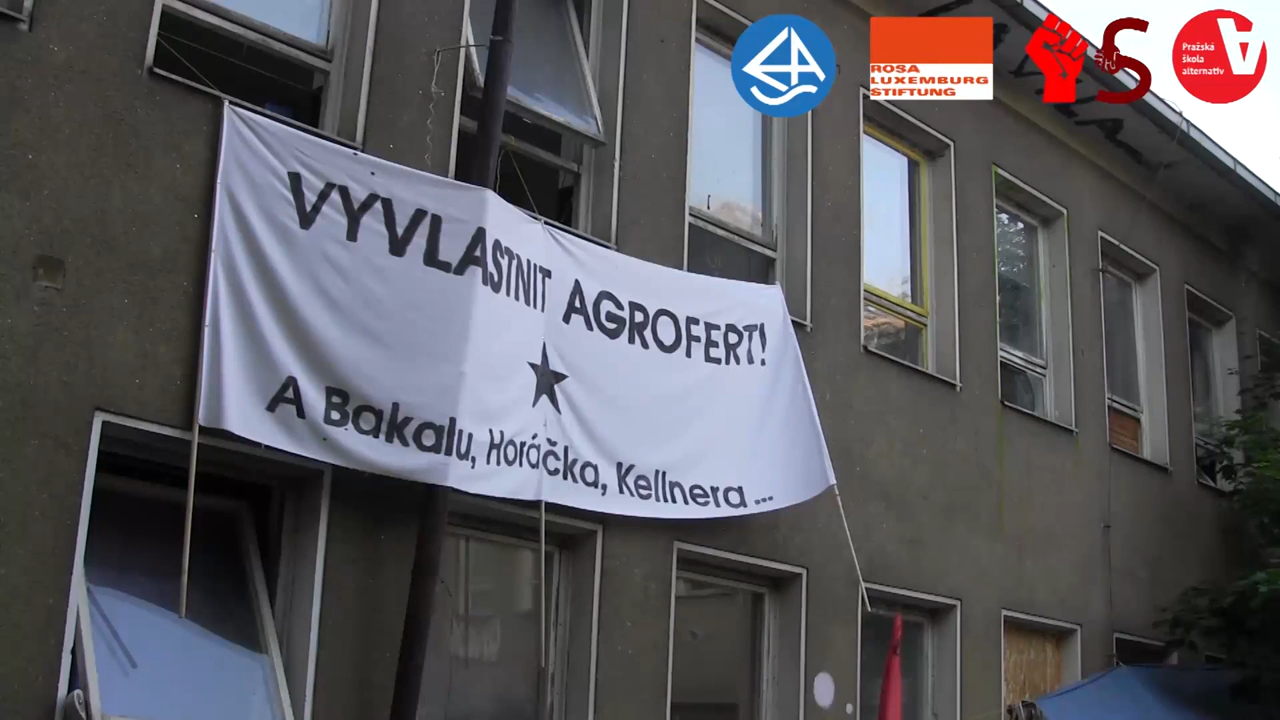 ROSA
LUXEMBURG
STIFTUNG
S
Pražská
škola
alternativ
A
VYVLASTNIT AGROFERT!
A Bakalu, Horáčka, Kellnera ...